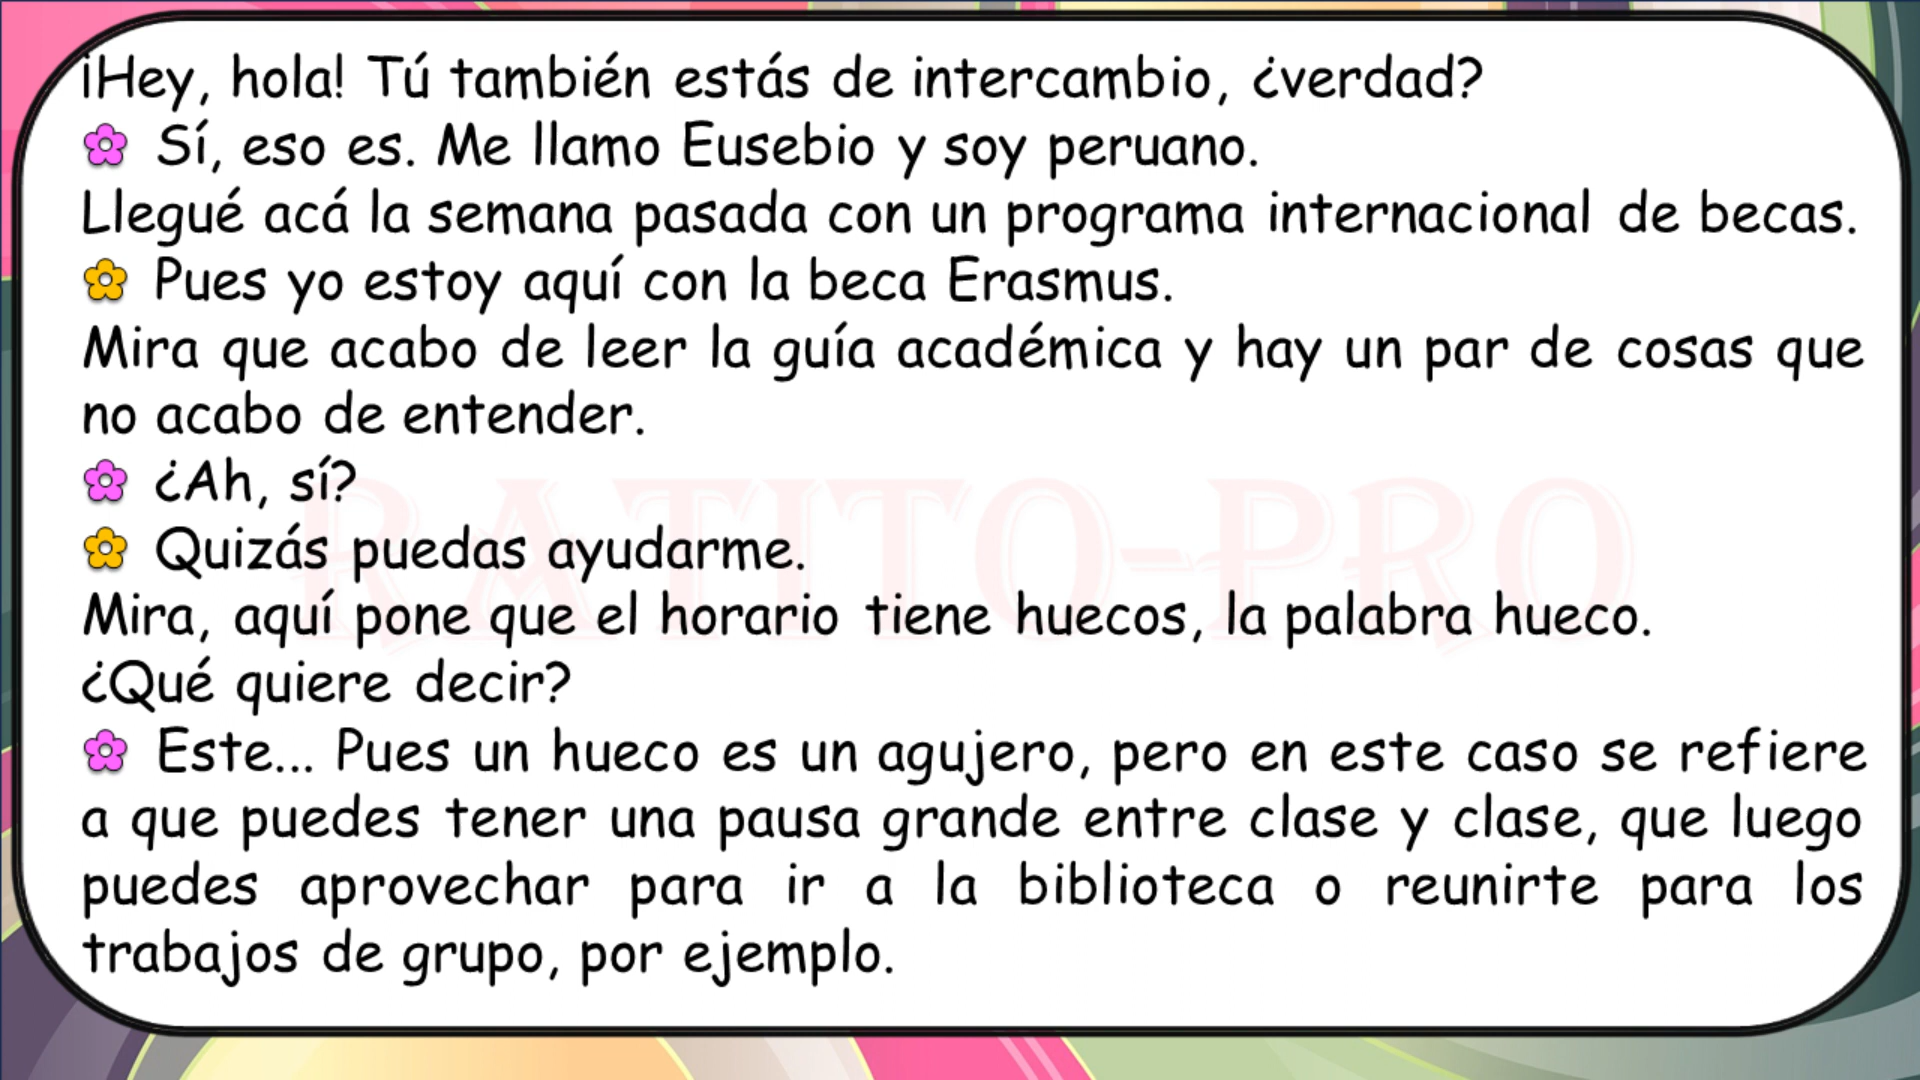 ¡Hey, hola! Tú también estás de intercambio, ¿verdad?
Sí, eso es. Me llamo Eusebio y soy peruano.
Llegué acá la semana pasada con un programa internacional de becas.
Pues yo estoy aquí con la beca Erasmus.
Mira que acabo de leer la guía académica y hay un par de cosas que
no acabo de entender.
¿Ah, sí?
Quizás puedas ayudarme.
Mira, aquí pone que el horario tiene huecos, la palabra hueco.
¿Qué quiere decir?
Este... Pues un hueco es un agujero, pero en este caso se refiere
a que puedes tener una pausa grande entre clase y clase, que luego
puedes aprovechar para ir a la biblioteca o reunirte para los
trabajos de grupo, por ejemplo.
RATITO-PRO